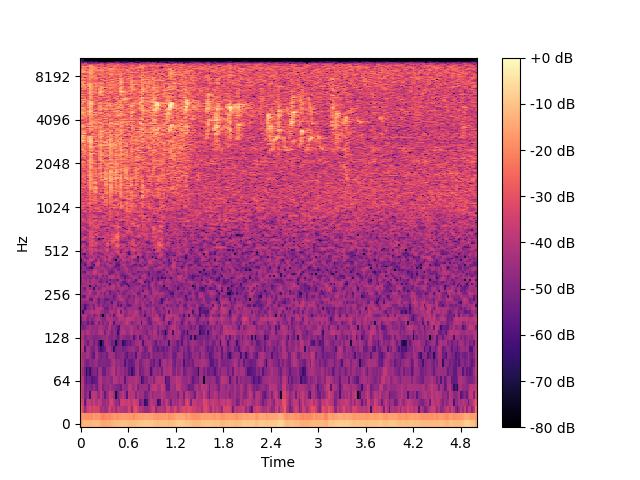 8192
4096
2048
1024
512
256
128
64
0
Hz
0 0.6 1.2 1.8 2.4 3 3.6 4.2 4.8
Time
+0 dB
-10 dB
-20 dB
-30 dB
-40 dB
-50 dB
-60 dB
-70 dB
-80 dB